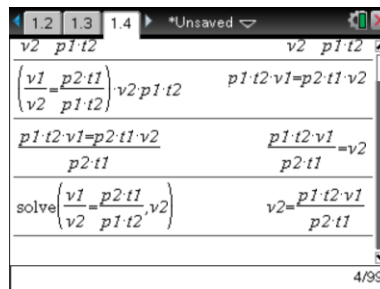 1.2 1.3 1.4 *Unsaved
v2 p1·t2 v2 p1·t2
(v1/v2=p2·t1/p1·t2)·v2·p1·t2 p1·t2·v1=p2·t1·v2
p1·t2·v1=p2·t1·v2/p2·t1 p1·t2·v1/p2·t1=v2
solve(v1/v2=p2·t1/p1·t2,v2) v2=p1·t2·v1/p2·t1
4/99